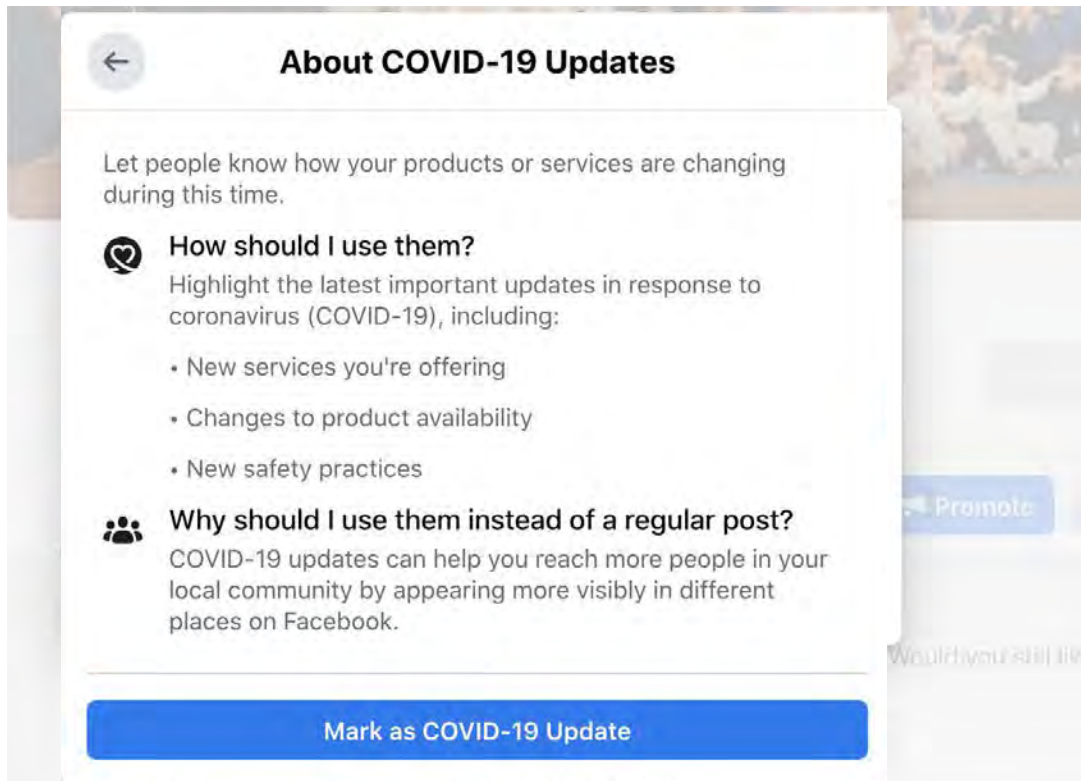 About COVID-19 Updates
Let people know how your products or services are changing
during this time.
How should I use them?
Highlight the latest important updates in response to
coronavirus (COVID-19), including:
• New services you're offering
• Changes to product availability
• New safety practices
Promote
Why should I use them instead of a regular post?
COVID-19 updates can help you reach more people in your
local community by appearing more visibly in different
places on Facebook.
Would you still
Mark as COVID-19 Update